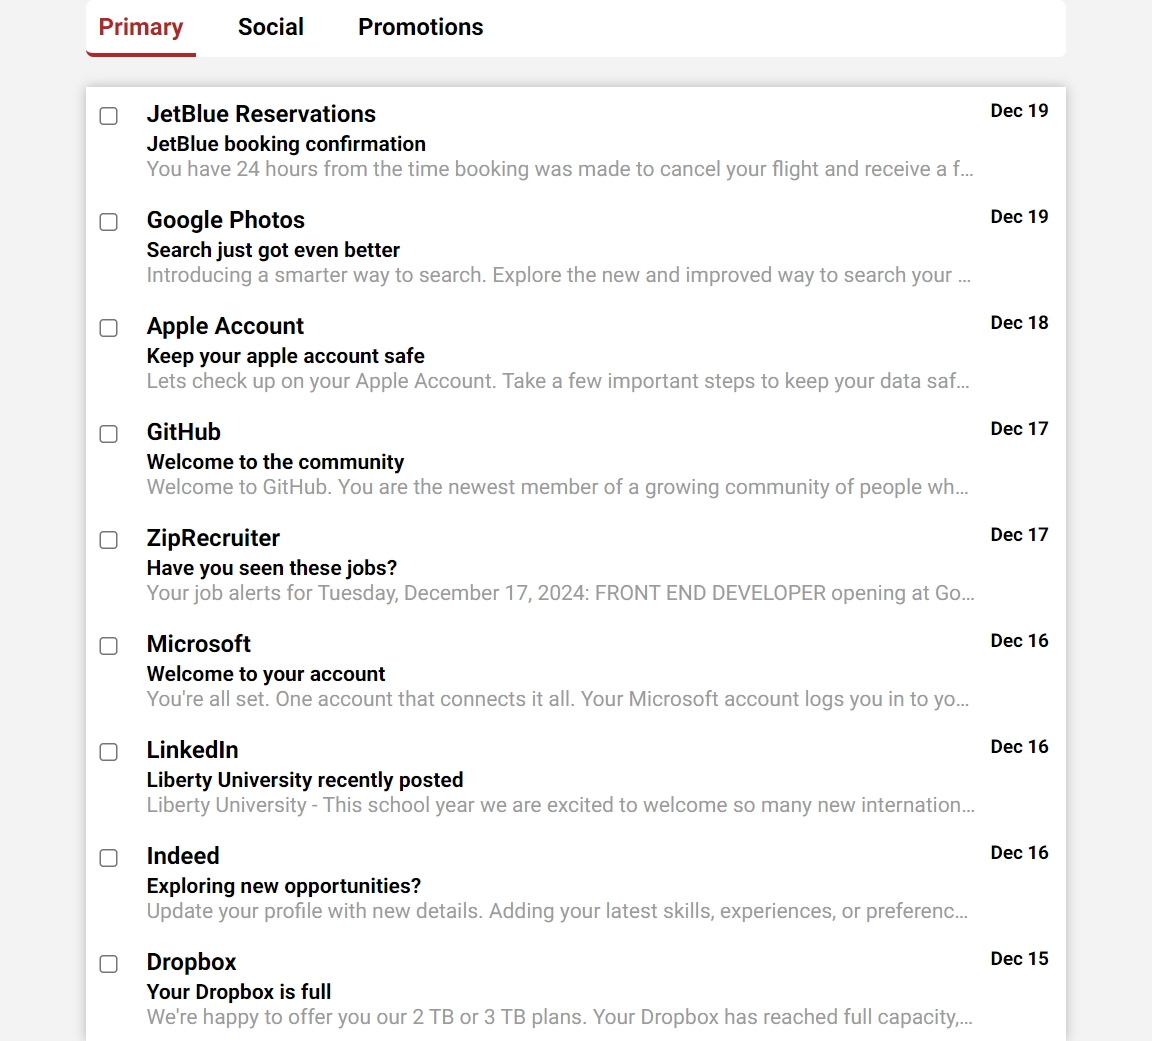 Primary Social Promotions
JetBlue Reservations Dec 19
JetBlue booking confirmation
You have 24 hours from the time booking was made to cancel your flight and receive a f...
Google Photos Dec 19
Search just got even better
Introducing a smarter way to search. Explore the new and improved way to search your ...
Apple Account Dec 18
Keep your apple account safe
Lets check up on your Apple Account. Take a few important steps to keep your data saf...
GitHub Dec 17
Welcome to the community
Welcome to GitHub. You are the newest member of a growing community of people wh...
ZipRecruiter Dec 17
Have you seen these jobs?
Your job alerts for Tuesday, December 17, 2024: FRONT END DEVELOPER opening at Go...
Microsoft Dec 16
Welcome to your account
You're all set. One account that connects it all. Your Microsoft account logs you in to yo...
LinkedIn Dec 16
Liberty University recently posted
Liberty University - This school year we are excited to welcome so many new internation...
Indeed Dec 16
Exploring new opportunities?
Update your profile with new details. Adding your latest skills, experiences, or preferenc...
Dropbox Dec 15
Your Dropbox is full
We're happy to offer you our 2 TB or 3 TB plans. Your Dropbox has reached full capacity,...